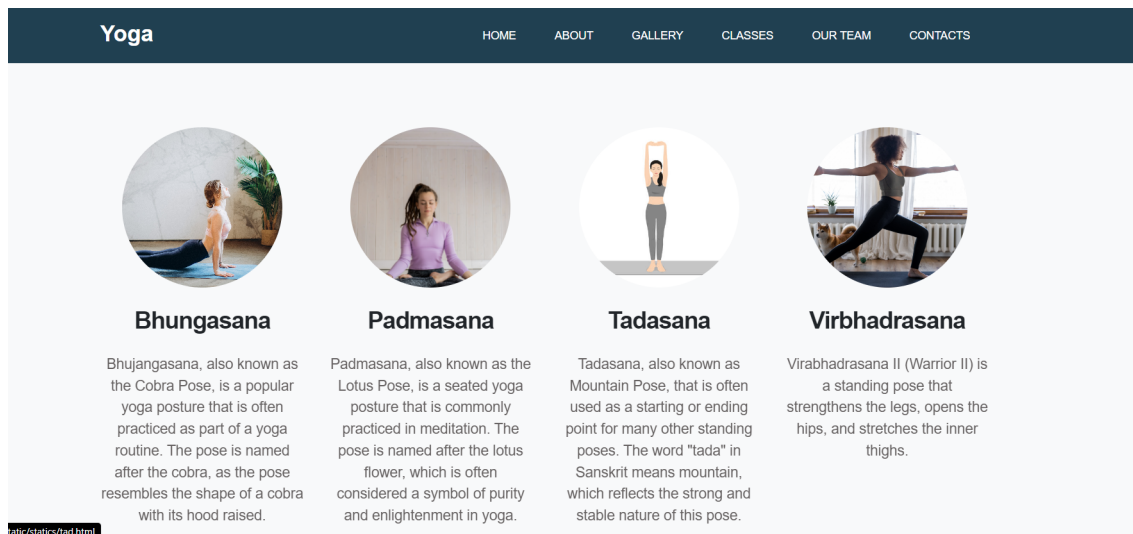 Yoga
HOME ABOUT GALLERY CLASSES OUR TEAM CONTACTS
Bhungasana
Bhujangasana, also known as
the Cobra Pose, is a popular
yoga posture that is often
practiced as part of a yoga
routine. The pose is named
after the cobra, as the pose
resembles the shape of a cobra
with its hood raised.
Padmasana
Padmasana, also known as the
Lotus Pose, is a seated yoga
posture that is commonly
practiced in meditation. The
pose is named after the lotus
flower, which is often
considered a symbol of purity
and enlightenment in yoga.
Tadasana
Tadasana, also known as
Mountain Pose, that is often
used as a starting or ending
point for many other standing
poses. The word "tada" in
Sanskrit means mountain,
which reflects the strong and
stable nature of this pose.
Virbhadrasana
Virabhadrasana II (Warrior II) is
a standing pose that
strengthens the legs, opens the
hips, and stretches the inner
thighs.
tatic/statics/tad.html